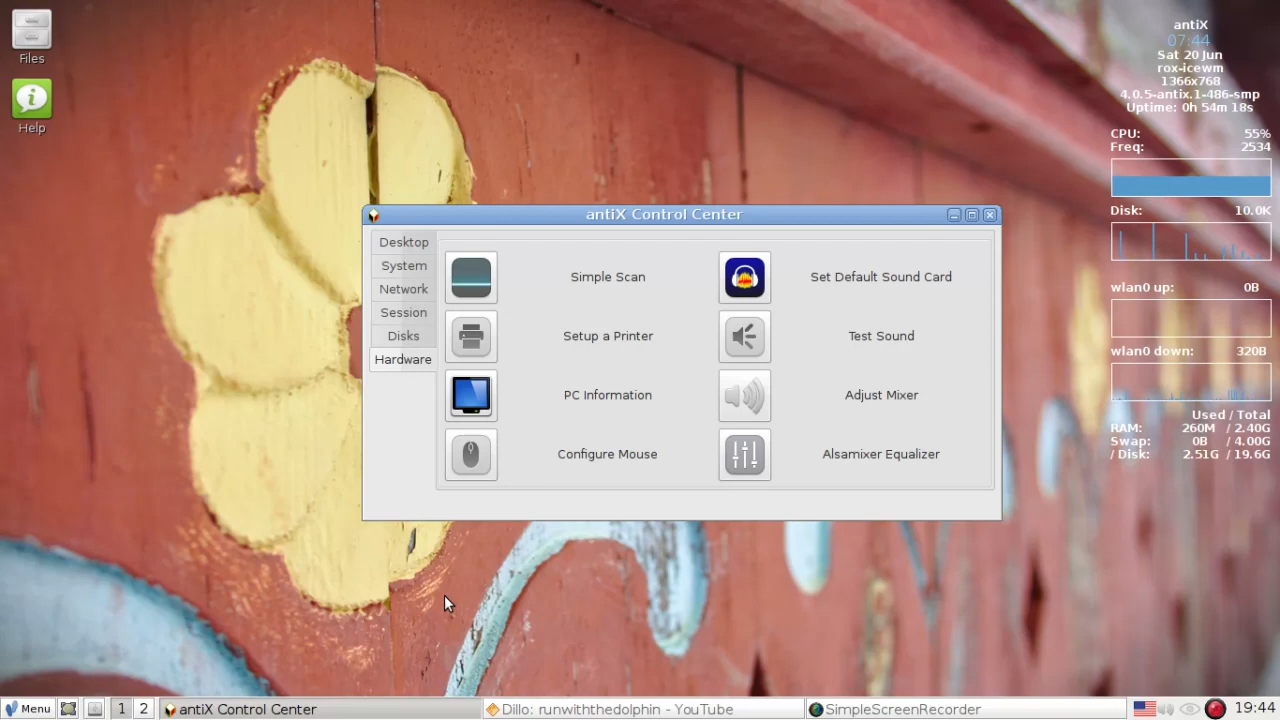 Files
Help
antiX
07:44
Sat 20 Jun
rox-icewm
1366x768
4.0.5-antix.1-486-smp
Uptime: 0h 54m 18s
CPU: 55%
Freq: 2534
Disk: 10.0K
wlan0 up: 0B
wlan0 down: 320B
Used / Total
RAM: 260M / 2.40G
Swap: 0B / 4.00G
/ Disk: 2.51G / 19.6G
antiX Control Center
Desktop
System
Network
Session
Disks
Hardware
Simple Scan
Set Default Sound Card
Setup a Printer
Test Sound
PC Information
Adjust Mixer
Configure Mouse
Alsamixer Equalizer
Menu
1
2
antiX Control Center
Dillo: runwiththedolphin - YouTube
SimpleScreenRecorder
19:44